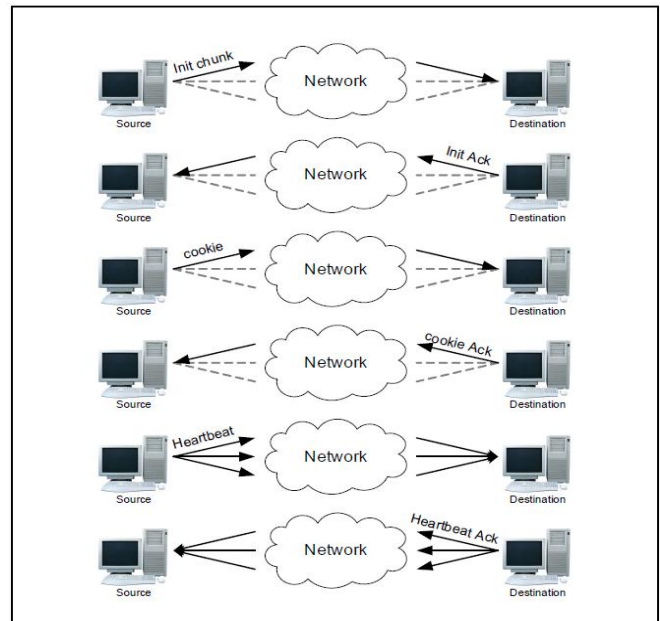 Init chunk
Network
Source
Destination
Init Ack
Network
Source
Destination
cookie
Network
Source
Destination
cookie Ack
Network
Source
Destination
Heartbeat
Network
Source
Destination
Heartbeat Ack
Network
Source
Destination